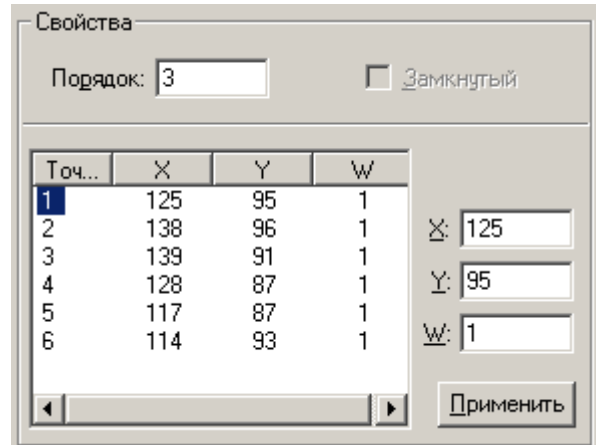 Свойства
Порядок: 3 Замкнутый
Точ... X Y W
1 125 95 1
2 138 96 1
3 139 91 1
4 128 87 1
5 117 87 1
6 114 93 1
X: 125
Y: 95
W: 1
Применить